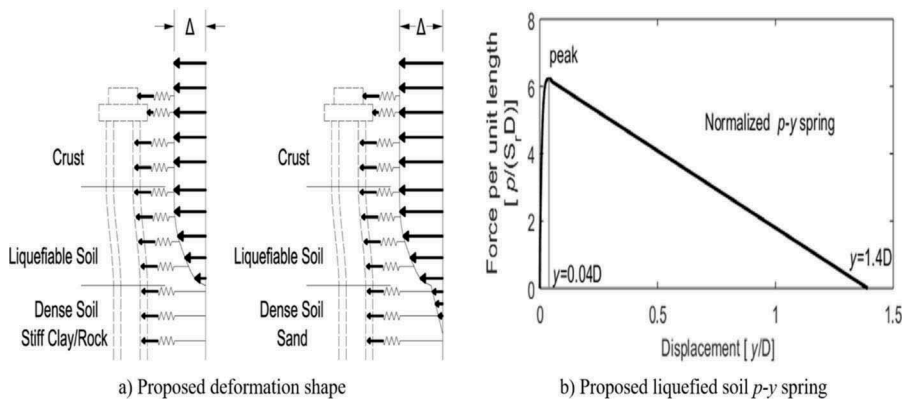 Δ
Crust
Liquefiable Soil
Dense Soil
Stiff Clay/Rock
Δ
Crust
Liquefiable Soil
Dense Soil
Sand
a) Proposed deformation shape
Force per unit length
[ p/(SrD)]
8
6
4
2
0
peak
Normalized p-y spring
y=0.04D
y=1.4D
0
0.5
1
1.5
Displacement [ y/D]
b) Proposed liquefied soil p-y spring